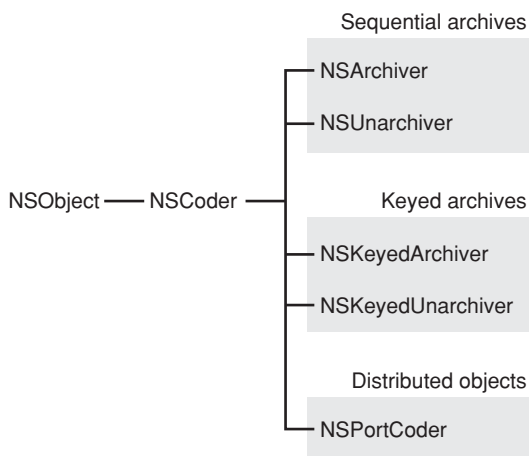 Sequential archives
NSArchiver
NSUnarchiver
NSObject
NSCoder
Keyed archives
NSKeyedArchiver
NSKeyedUnarchiver
Distributed objects
NSPortCoder